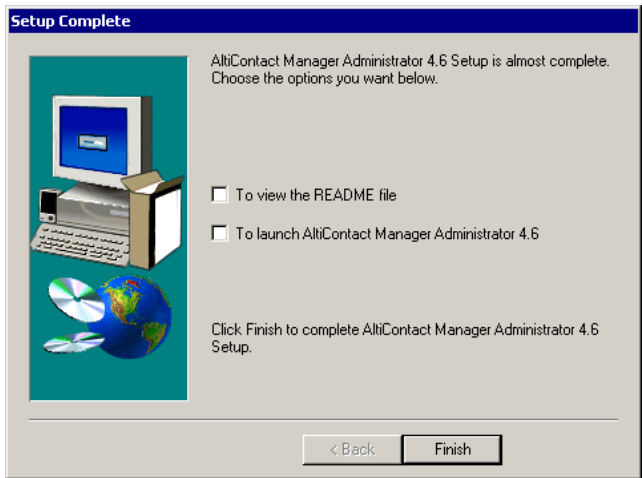 Setup Complete
AltiContact Manager Administrator 4.6 Setup is almost complete.
Choose the options you want below.
To view the README file
To launch AltiContact Manager Administrator 4.6
Click Finish to complete AltiContact Manager Administrator 4.6
Setup.
< Back
Finish